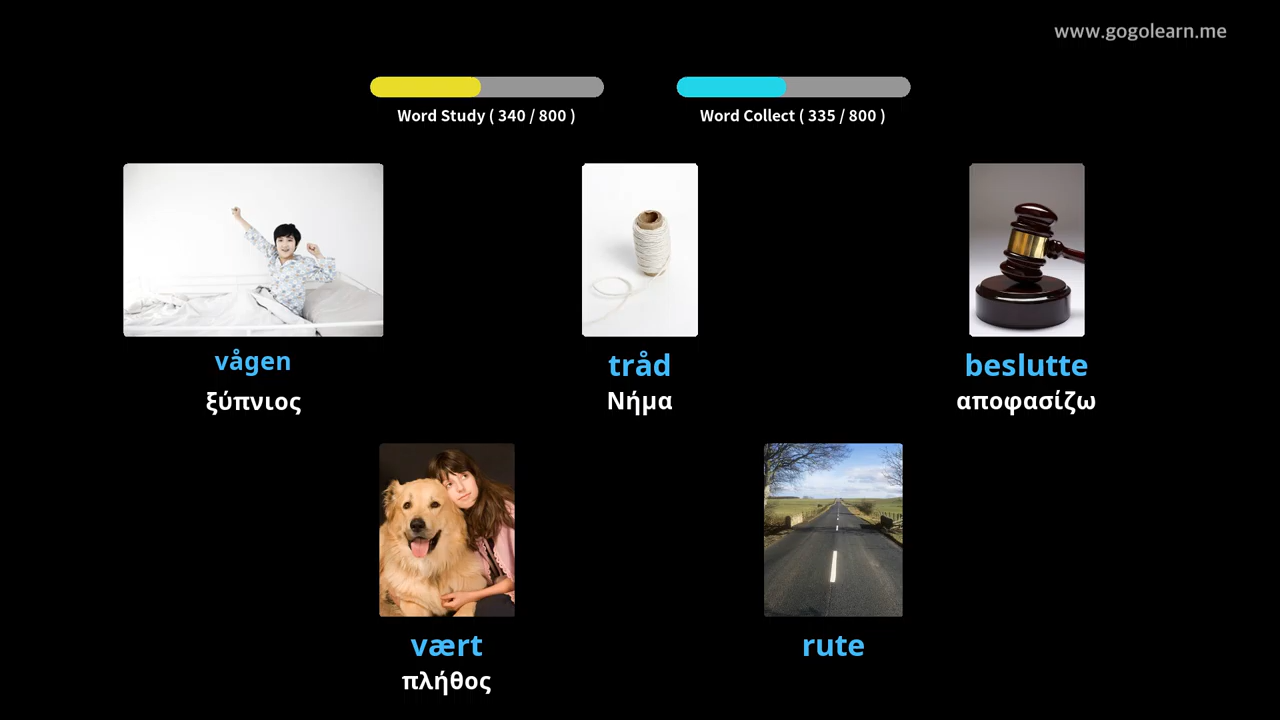 www.gogolearn.me
Word Study ( 340 / 800 )
Word Collect ( 335 / 800 )
vågen
ξύπνιος
tråd
Νήμα
beslutte
αποφασίζω
vært
πλήθος
rute